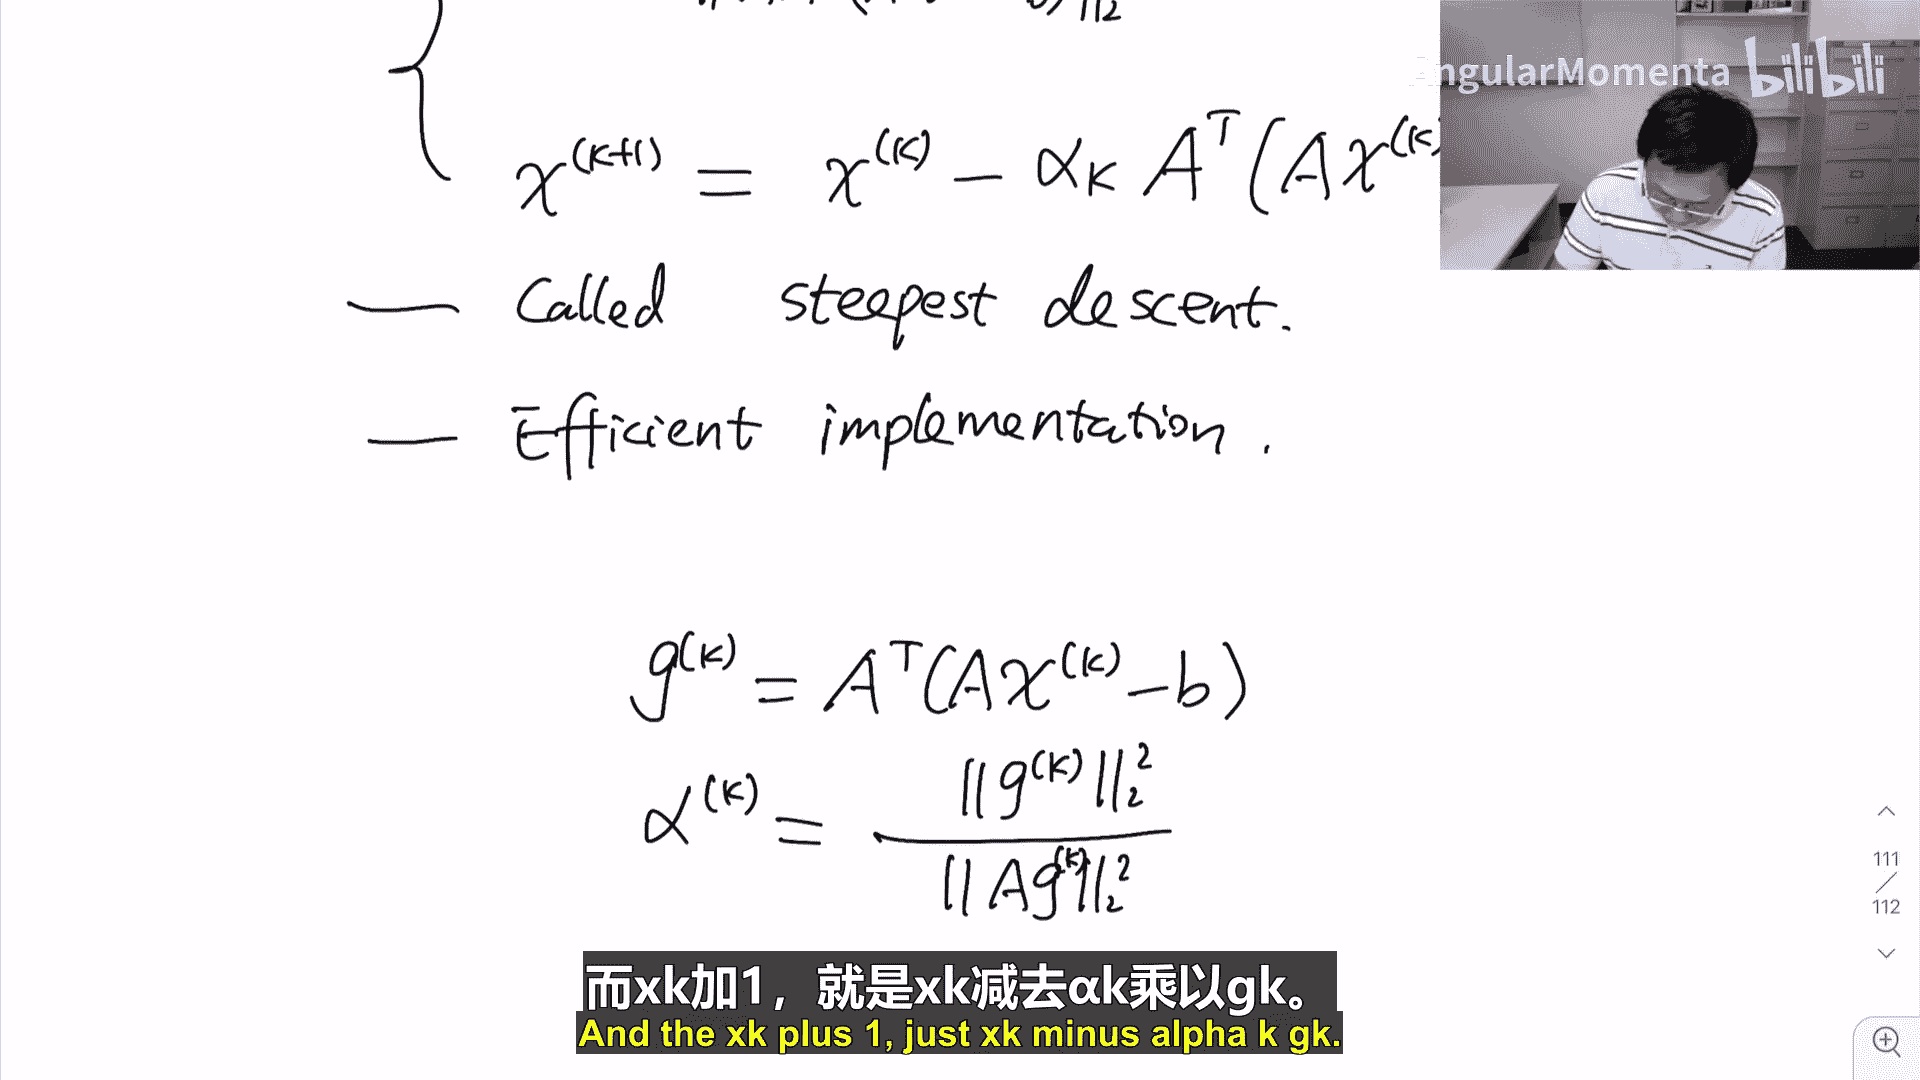 ngularMomenta bilibili
x^(k+1) = x^(k) − α_k A^T (A x^(k)
— Called steepest descent.
— Efficient implementation.
g^(k) = A^T(Ax^(k) − b)
α^(k) = ||g^(k)||_2^2 / ||Ag^(k)||_2^2
111
/
112
而xk加1，就是xk减去αk乘以gk。
And the xk plus 1, just xk minus alpha k gk.